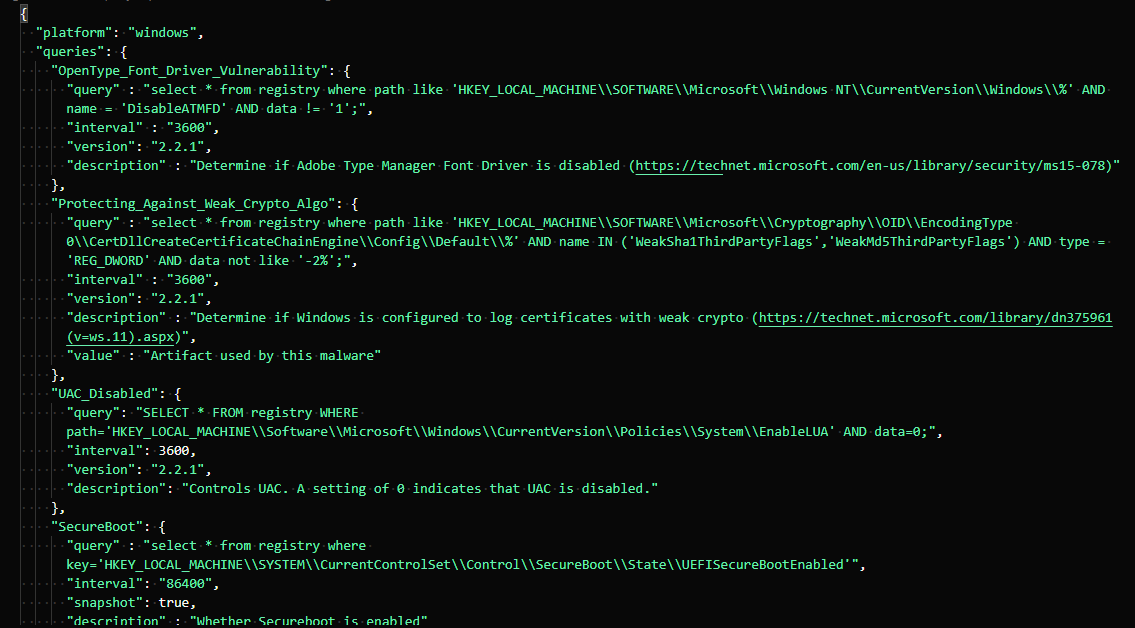 {
"platform": "windows",
"queries": {
"OpenType_Font_Driver_Vulnerability": {
"query" : "select * from registry where path like 'HKEY_LOCAL_MACHINE\\SOFTWARE\\Microsoft\\Windows NT\\CurrentVersion\\Windows\\%' AND
name = 'DisableATMFD' AND data != '1';",
"interval" : "3600",
"version": "2.2.1",
"description" : "Determine if Adobe Type Manager Font Driver is disabled (https://technet.microsoft.com/en-us/library/security/ms15-078)"
},
"Protecting_Against_Weak_Crypto_Algo": {
"query" : "select * from registry where path like 'HKEY_LOCAL_MACHINE\\SOFTWARE\\Microsoft\\Cryptography\\OID\\EncodingType
0\\CertDllCreateCertificateChainEngine\\Config\\Default\\%' AND name IN ('WeakSha1ThirdPartyFlags','WeakMd5ThirdPartyFlags') AND type =
'REG_DWORD' AND data not like '-2%';",
"interval" : "3600",
"version": "2.2.1",
"description" : "Determine if Windows is configured to log certificates with weak crypto (https://technet.microsoft.com/library/dn375961
(v=ws.11).aspx)",
"value" : "Artifact used by this malware"
},
"UAC_Disabled": {
"query": "SELECT * FROM registry WHERE
path='HKEY_LOCAL_MACHINE\\Software\\Microsoft\\Windows\\CurrentVersion\\Policies\\System\\EnableLUA' AND data=0;",
"interval": 3600,
"version": "2.2.1",
"description": "Controls UAC. A setting of 0 indicates that UAC is disabled."
},
"SecureBoot": {
"query" : "select * from registry where
key='HKEY_LOCAL_MACHINE\\SYSTEM\\CurrentControlSet\\Control\\SecureBoot\\State\\UEFISecureBootEnabled'",
"interval": "86400",
"snapshot": true,
"description" : "Whether Secureboot is enabled"